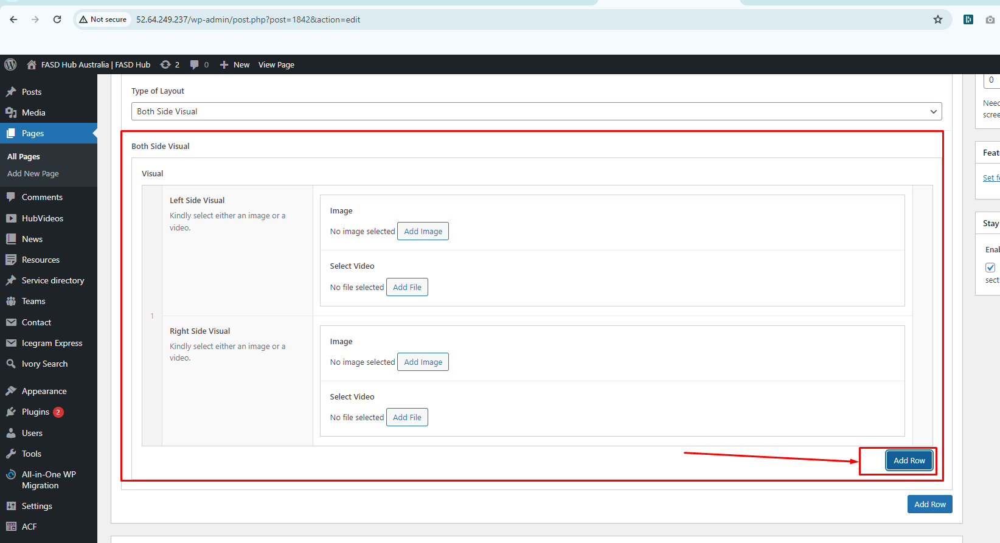 Not secure
52.64.249.237/wp-admin/post.php?post=1842&action=edit
FASD Hub Australia | FASD Hub
2
0
New
View Page
Posts
Media
Pages
All Pages
Add New Page
Comments
HubVideos
News
Resources
Service directory
Teams
Contact
Icegram Express
Ivory Search
Appearance
Plugins 2
Users
Tools
All-in-One WP
Migration
Settings
ACF
Type of Layout
Both Side Visual
Both Side Visual
Visual
1
Left Side Visual
Kindly select either an image or a
video.
Image
No image selected Add Image
Select Video
No file selected Add File
Right Side Visual
Kindly select either an image or a
video.
Image
No image selected Add Image
Select Video
No file selected Add File
Add Row
Add Row
0
Need
scree
Feat
Set f
Stay
Enab
sect